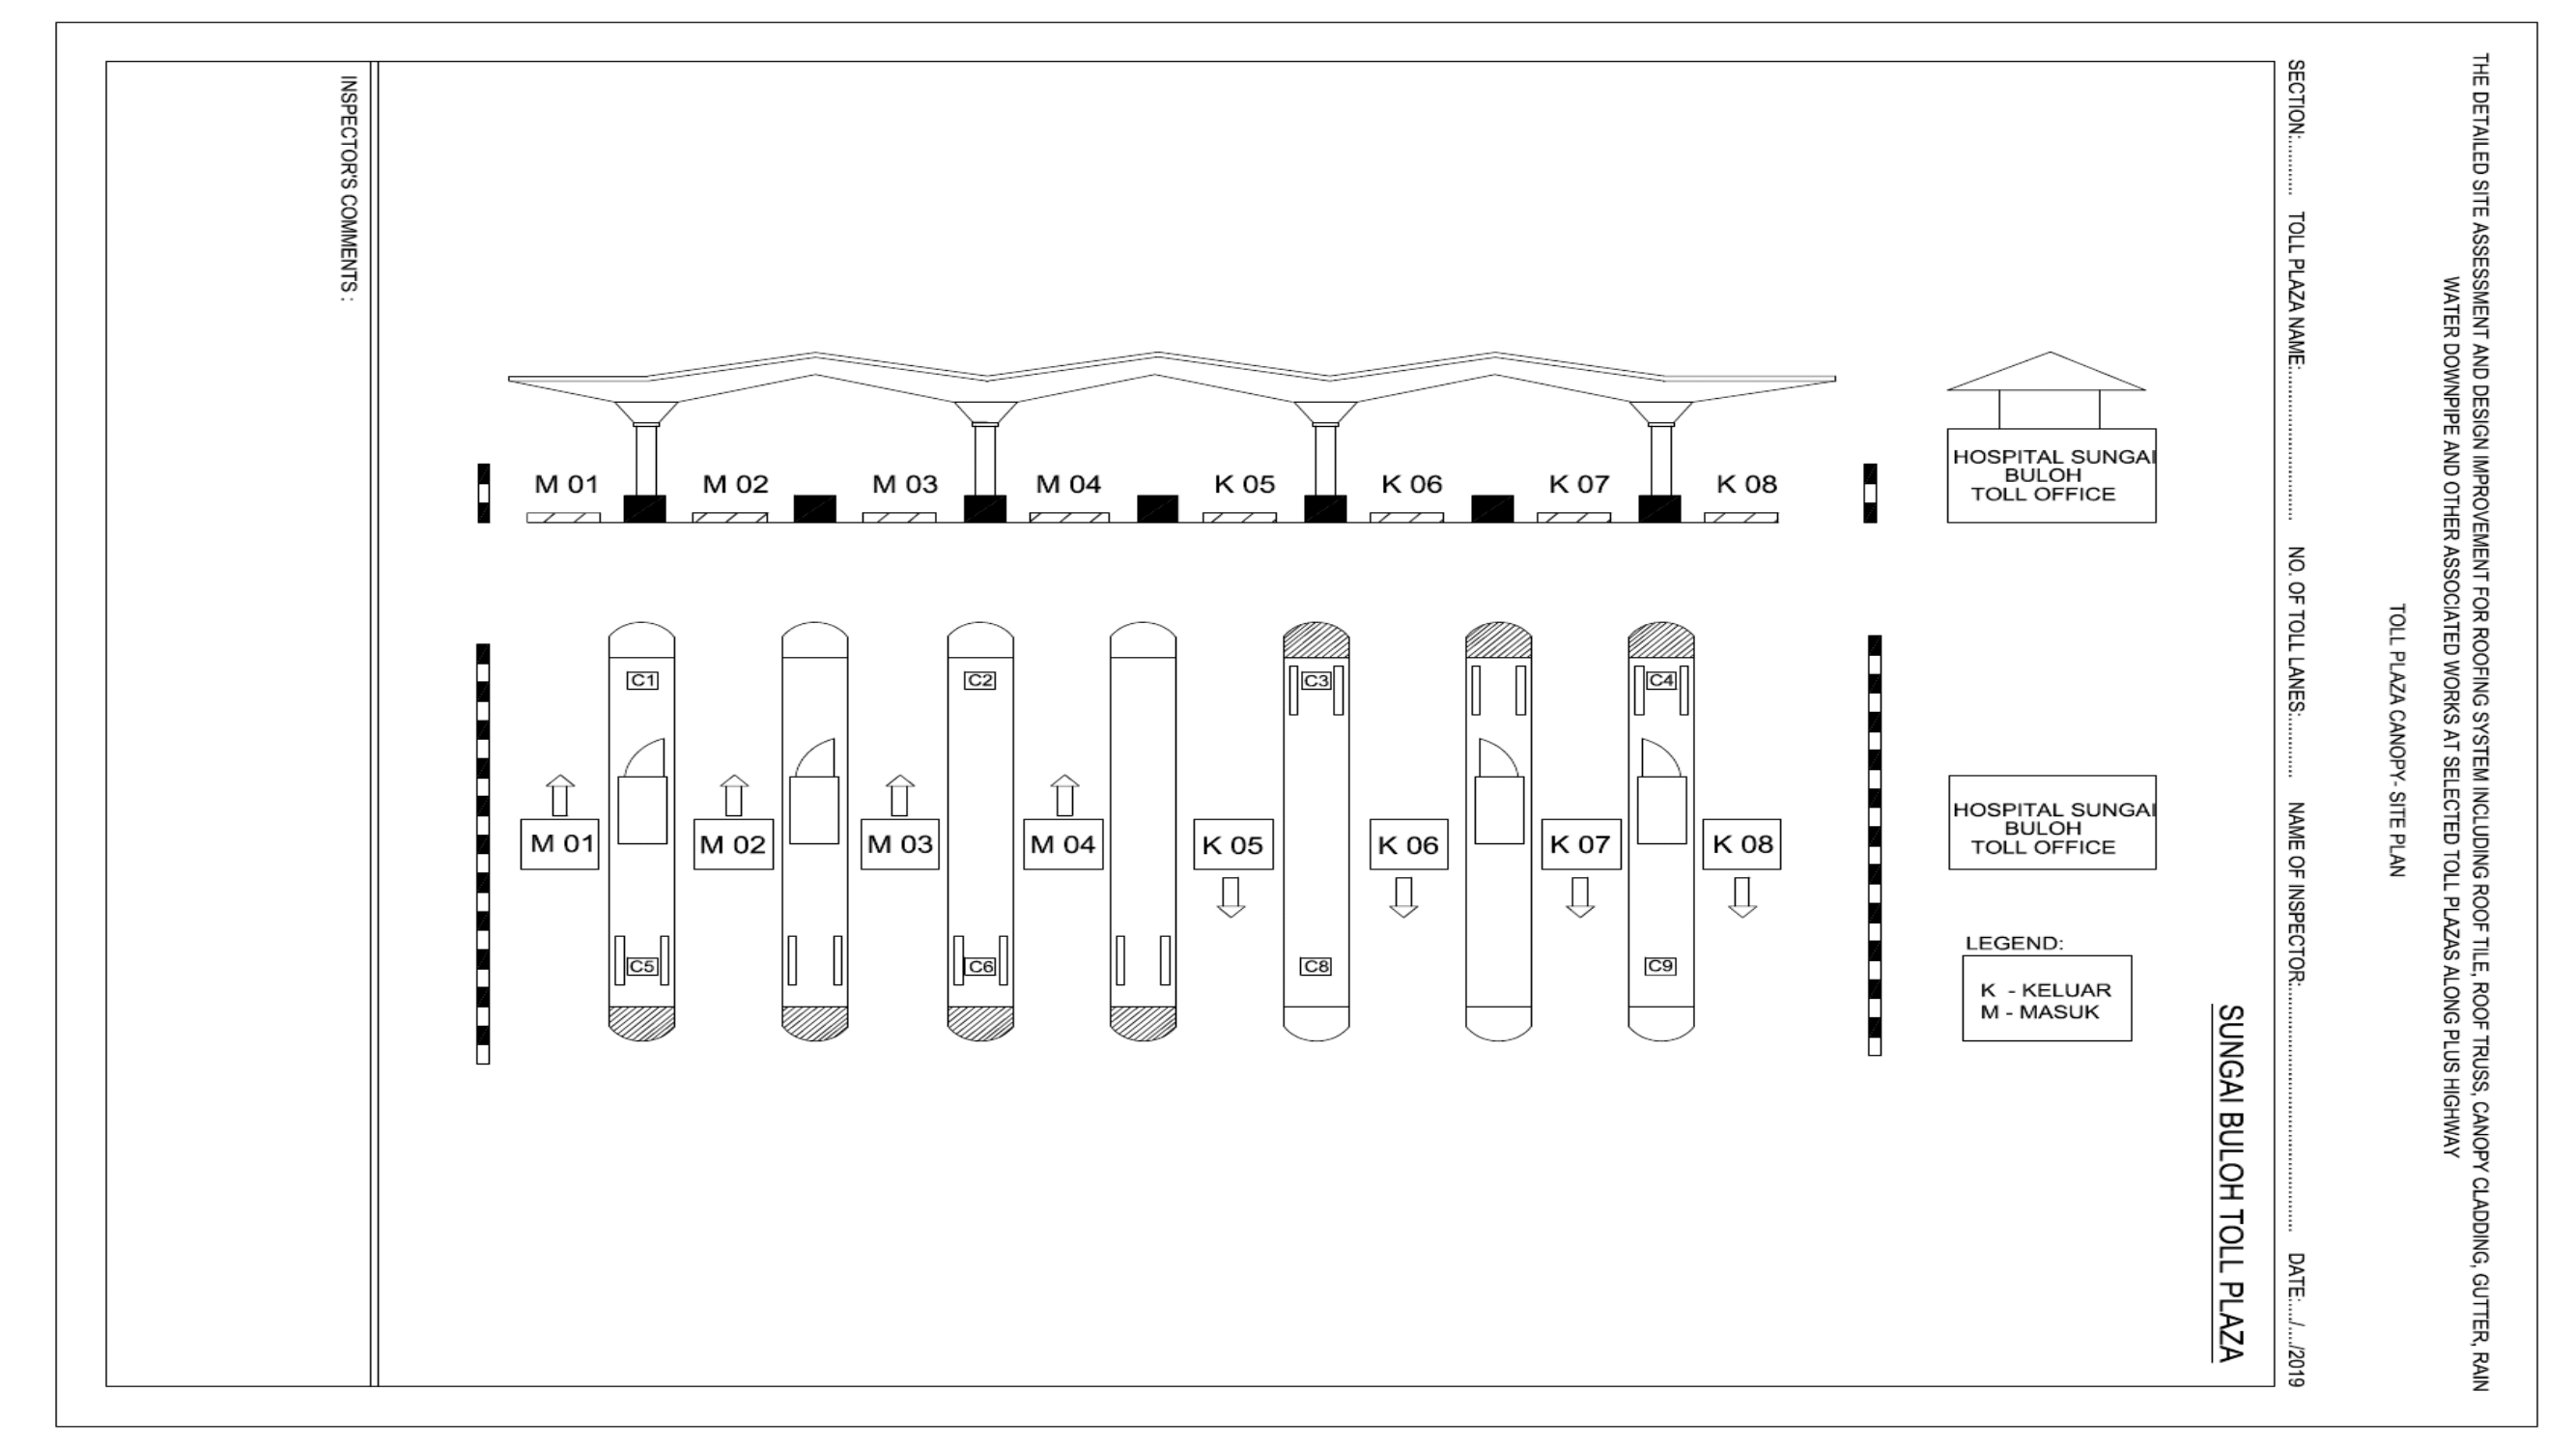 THE DETAILED SITE ASSESSMENT AND DESIGN IMPROVEMENT FOR ROOFING SYSTEM INCLUDING ROOF TILE, ROOF TRUSS, CANOPY CLADDING, GUTTER, RAIN
WATER DOWNPIPE AND OTHER ASSOCIATED WORKS AT SELECTED TOLL PLAZAS ALONG PLUS HIGHWAY
TOLL PLAZA CANOPY - SITE PLAN
SECTION:........... TOLL PLAZA NAME:.............................. NO. OF TOLL LANES:............ NAME OF INSPECTOR:.................................................. DATE:..../..../2019
SUNGAI BULOH TOLL PLAZA
M 01 M 02 M 03 M 04 K 05 K 06 K 07 K 08
HOSPITAL SUNGAI
BULOH
TOLL OFFICE
C1 C2 C3 C4
M 01 M 02 M 03 M 04 K 05 K 06 K 07 K 08
HOSPITAL SUNGAI
BULOH
TOLL OFFICE
C5 C6 C8 C9
LEGEND:
K - KELUAR
M - MASUK
INSPECTOR'S COMMENTS :